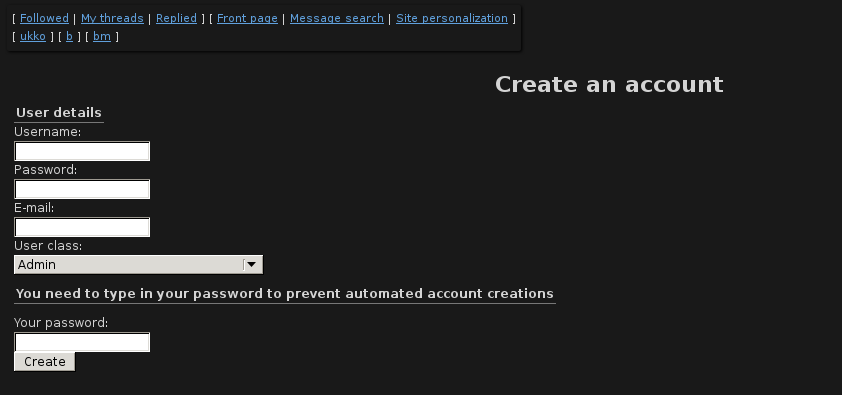 [ Followed | My threads | Replied ] [ Front page | Message search | Site personalization ]
[ ukko ] [ b ] [ bm ]
Create an account
User details
Username:
Password:
E-mail:
User class:
Admin
You need to type in your password to prevent automated account creations
Your password:
Create